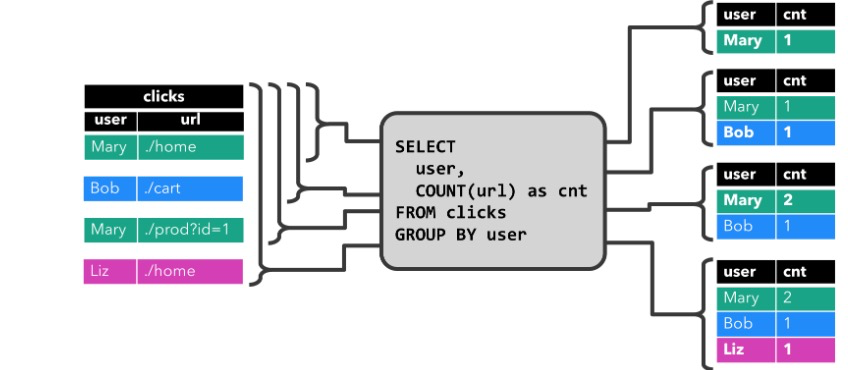 clicks
user url
Mary ./home
Bob ./cart
Mary ./prod?id=1
Liz ./home
SELECT
user,
COUNT(url) as cnt
FROM clicks
GROUP BY user
user cnt
Mary 1
user cnt
Mary 1
Bob 1
user cnt
Mary 2
Bob 1
user cnt
Mary 2
Bob 1
Liz 1